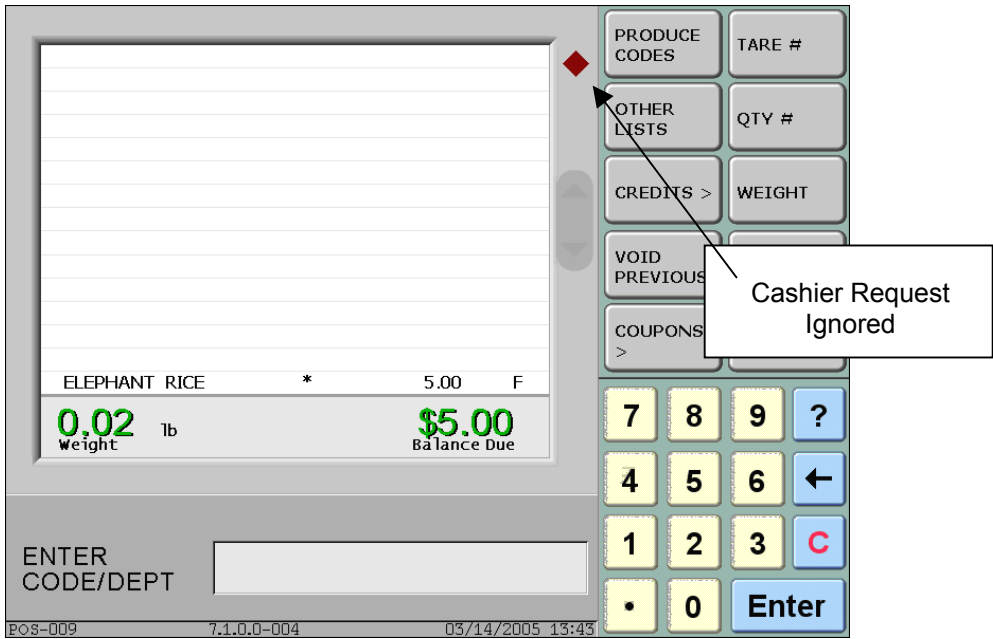 ELEPHANT RICE * 5.00 F
0.02 lb $5.00
Weight Balance Due
ENTER
CODE/DEPT
POS-009 7.1.0.0-004 03/14/2005 13:43
PRODUCE
CODES
TARE #
OTHER
LISTS
QTY #
CREDITS >
WEIGHT
VOID
PREVIOUS
COUPONS
>
Cashier Request
Ignored
7 8 9 ?
4 5 6 ←
1 2 3 C
. 0 Enter